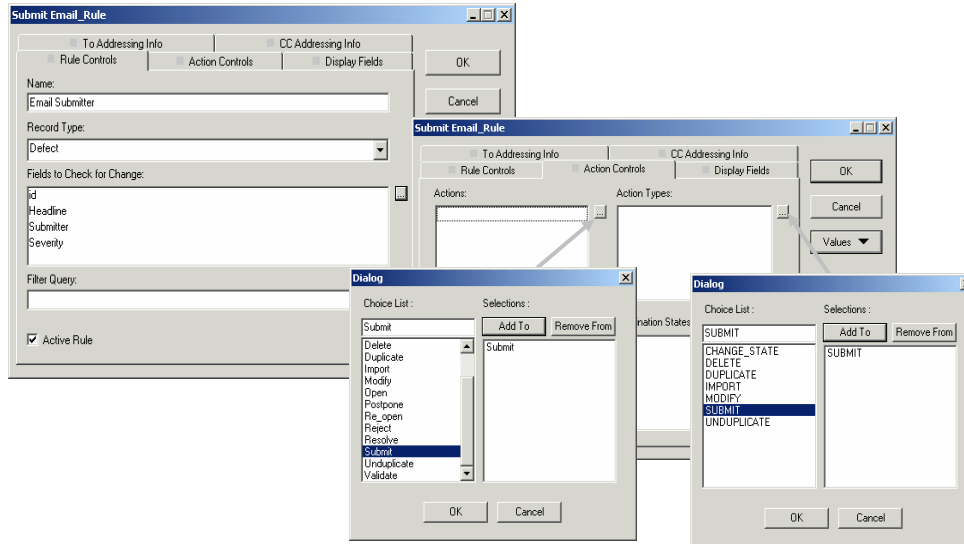 Submit Email_Rule
To Addressing Info
CC Addressing Info
Rule Controls
Action Controls
Display Fields
OK
Cancel
Name:
Email Submitter
Record Type:
Defect
Fields to Check for Change:
id
Headline
Submitter
Severity
...
Filter Query:
Active Rule
Submit Email_Rule
To Addressing Info
CC Addressing Info
Rule Controls
Action Controls
Display Fields
OK
Cancel
Values
Actions:
...
Action Types:
...
ination States
Dialog
Choice List :
Selections :
Submit
Add To
Remove From
Delete
Duplicate
Import
Modify
Open
Postpone
Re_open
Reject
Resolve
Submit
Unduplicate
Validate
Submit
OK
Cancel
Dialog
Choice List :
Selections :
SUBMIT
Add To
Remove From
CHANGE_STATE
DELETE
DUPLICATE
IMPORT
MODIFY
SUBMIT
UNDUPLICATE
SUBMIT
OK
Cancel